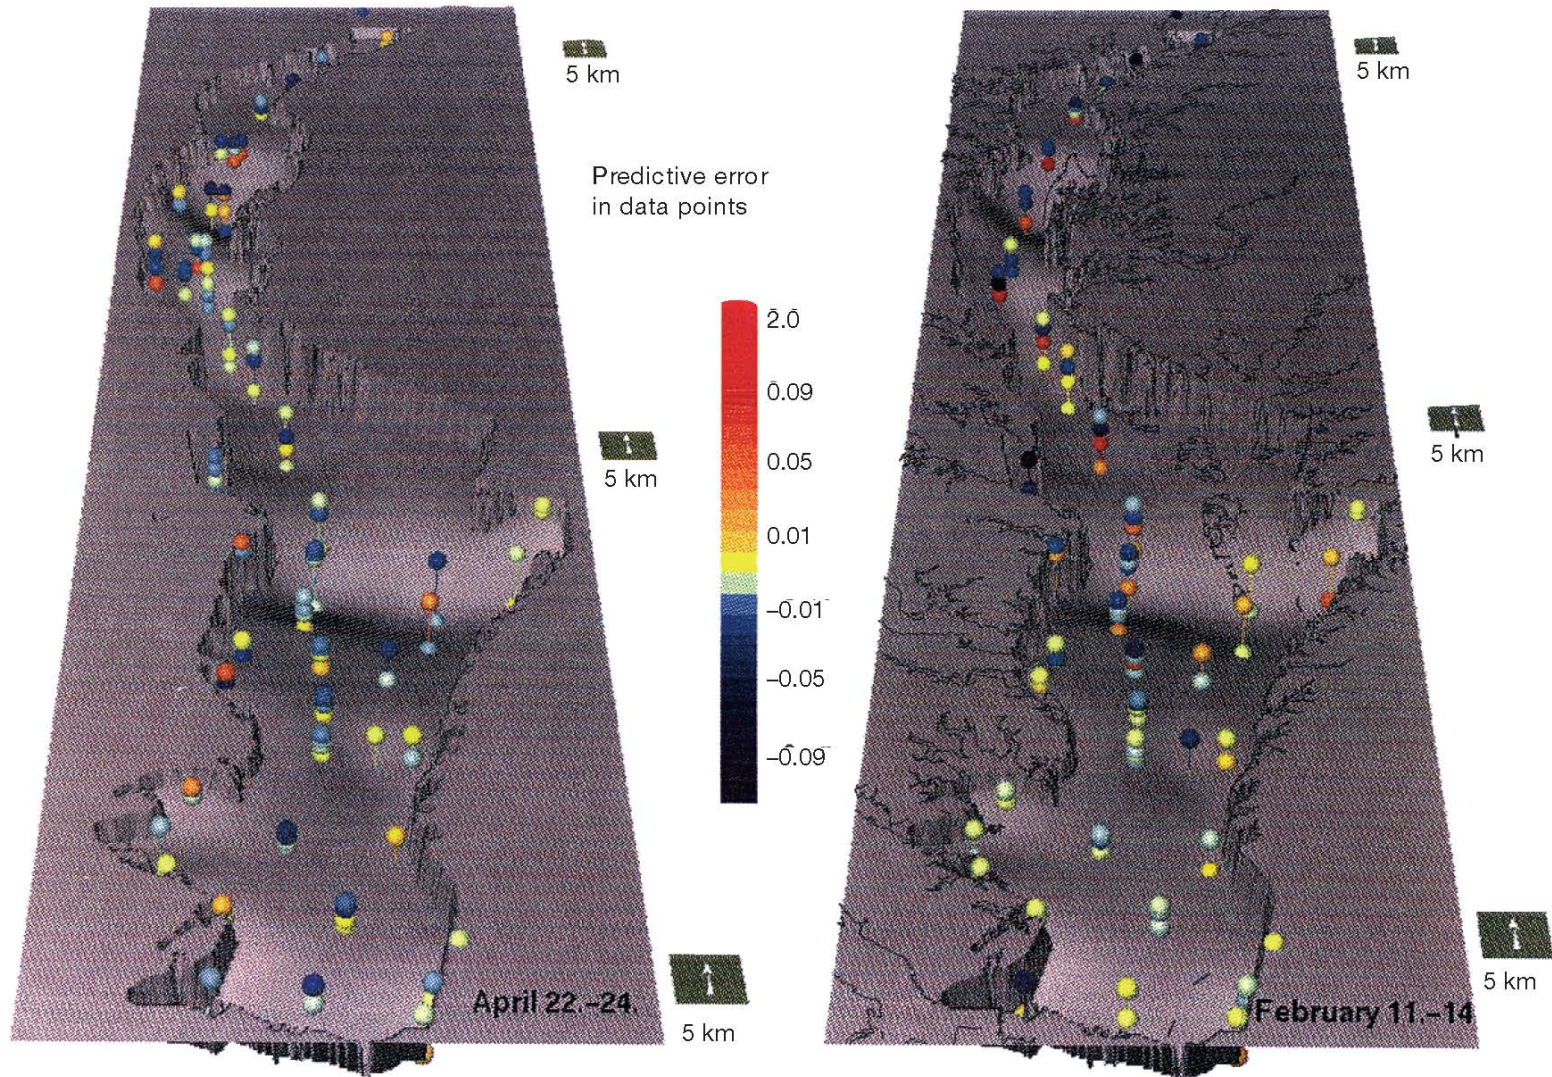 5 km
5 km
Predictive error
in data points
2.0
0.09
0.05
0.01
−0.01
−0.05
−0.09
5 km
5 km
April 22.–24.
5 km
February 11.–14
5 km